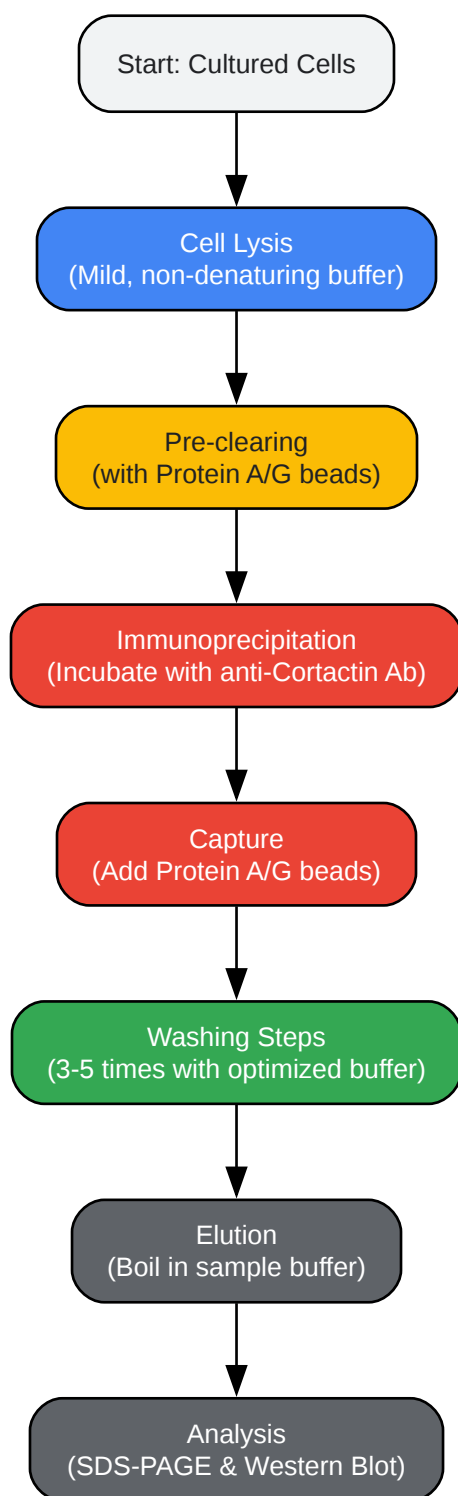 Start: Cultured Cells
Cell Lysis
(Mild, non-denaturing buffer)
Pre-clearing
(with Protein A/G beads)
Immunoprecipitation
(Incubate with anti-Cortactin Ab)
Capture
(Add Protein A/G beads)
Washing Steps
(3-5 times with optimized buffer)
Elution
(Boil in sample buffer)
Analysis
(SDS-PAGE & Western Blot)